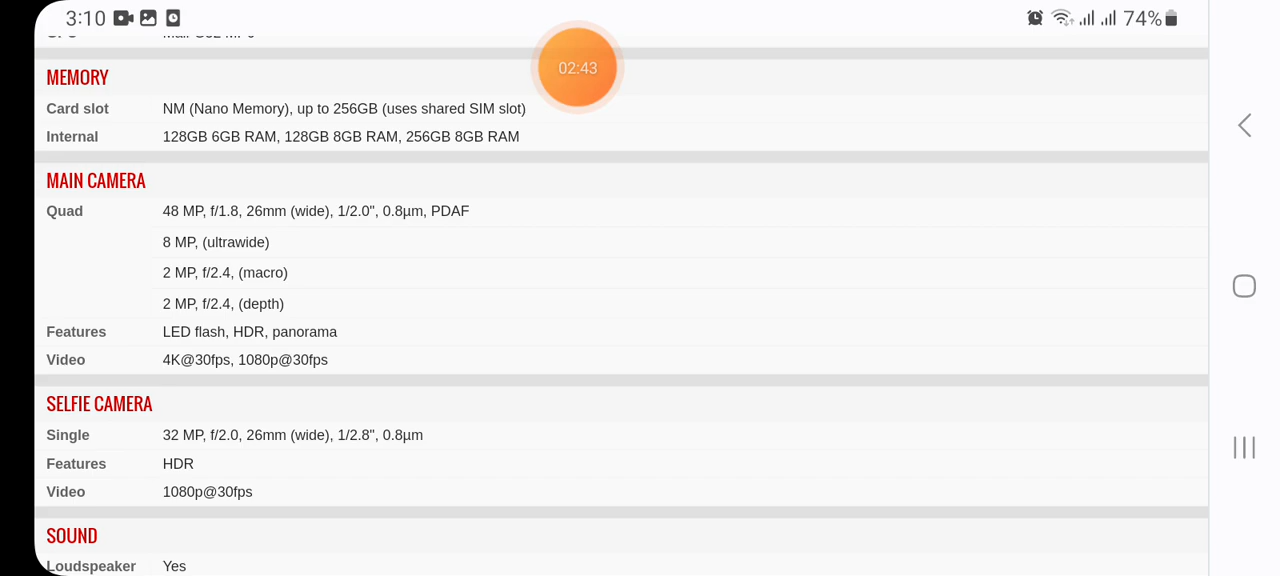 3:10
74%
02:43
MEMORY
Card slot NM (Nano Memory), up to 256GB (uses shared SIM slot)
Internal 128GB 6GB RAM, 128GB 8GB RAM, 256GB 8GB RAM
MAIN CAMERA
Quad 48 MP, f/1.8, 26mm (wide), 1/2.0", 0.8µm, PDAF
8 MP, (ultrawide)
2 MP, f/2.4, (macro)
2 MP, f/2.4, (depth)
Features LED flash, HDR, panorama
Video 4K@30fps, 1080p@30fps
SELFIE CAMERA
Single 32 MP, f/2.0, 26mm (wide), 1/2.8", 0.8µm
Features HDR
Video 1080p@30fps
SOUND
Loudspeaker Yes